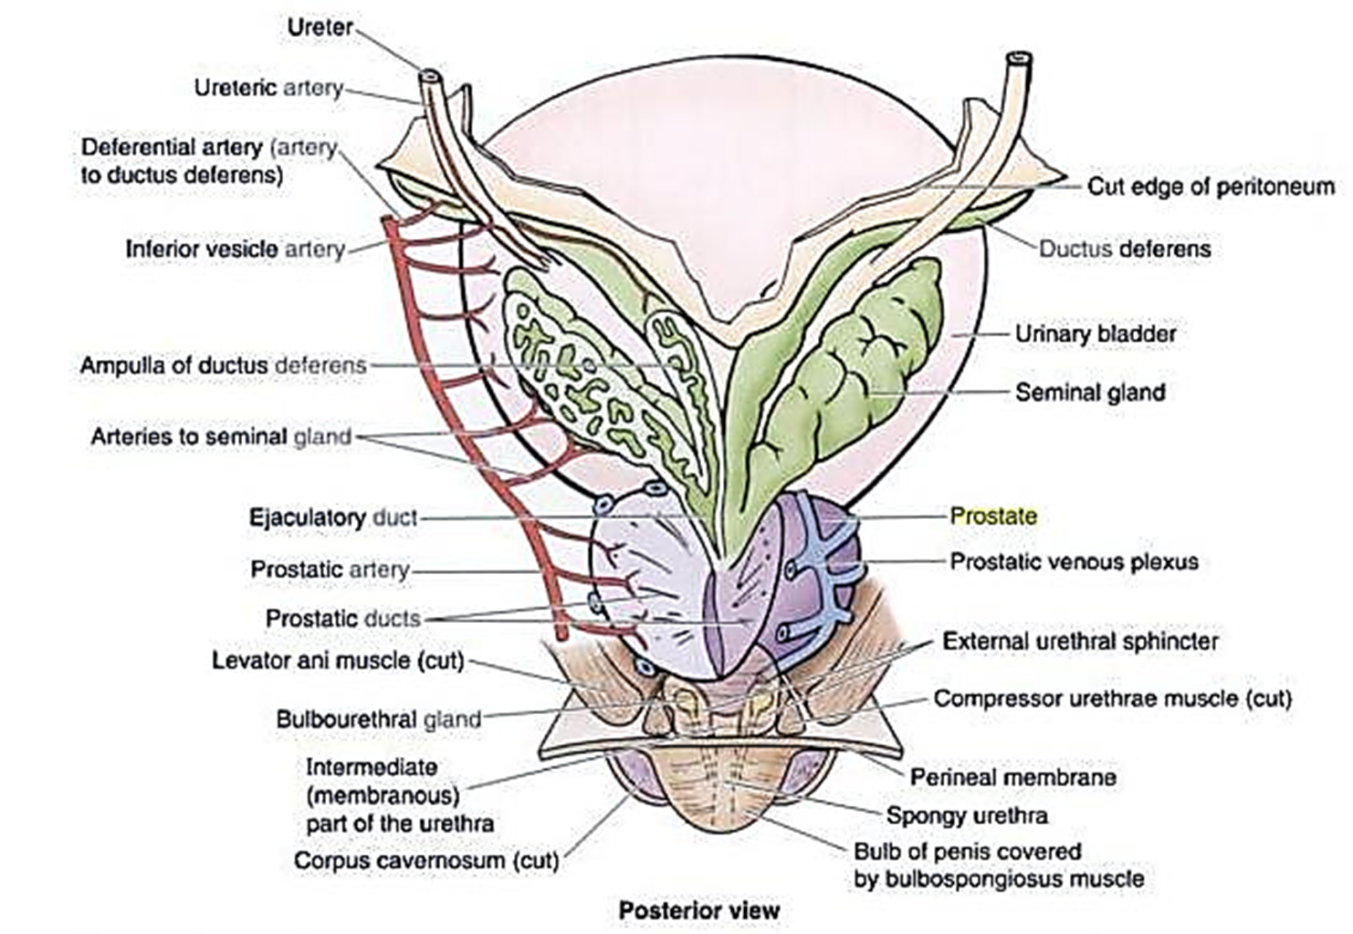 Ureter
Ureteric artery
Deferential artery (artery
to ductus deferens)
Inferior vesicle artery
Ampulla of ductus deferens
Arteries to seminal gland
Ejaculatory duct
Prostatic artery
Prostatic ducts
Levator ani muscle (cut)
Bulbourethral gland
Intermediate
(membranous)
part of the urethra
Corpus cavernosum (cut)
Cut edge of peritoneum
Ductus deferens
Urinary bladder
Seminal gland
Prostate
Prostatic venous plexus
External urethral sphincter
Compressor urethrae muscle (cut)
Perineal membrane
Spongy urethra
Bulb of penis covered
by bulbospongiosus muscle
Posterior view